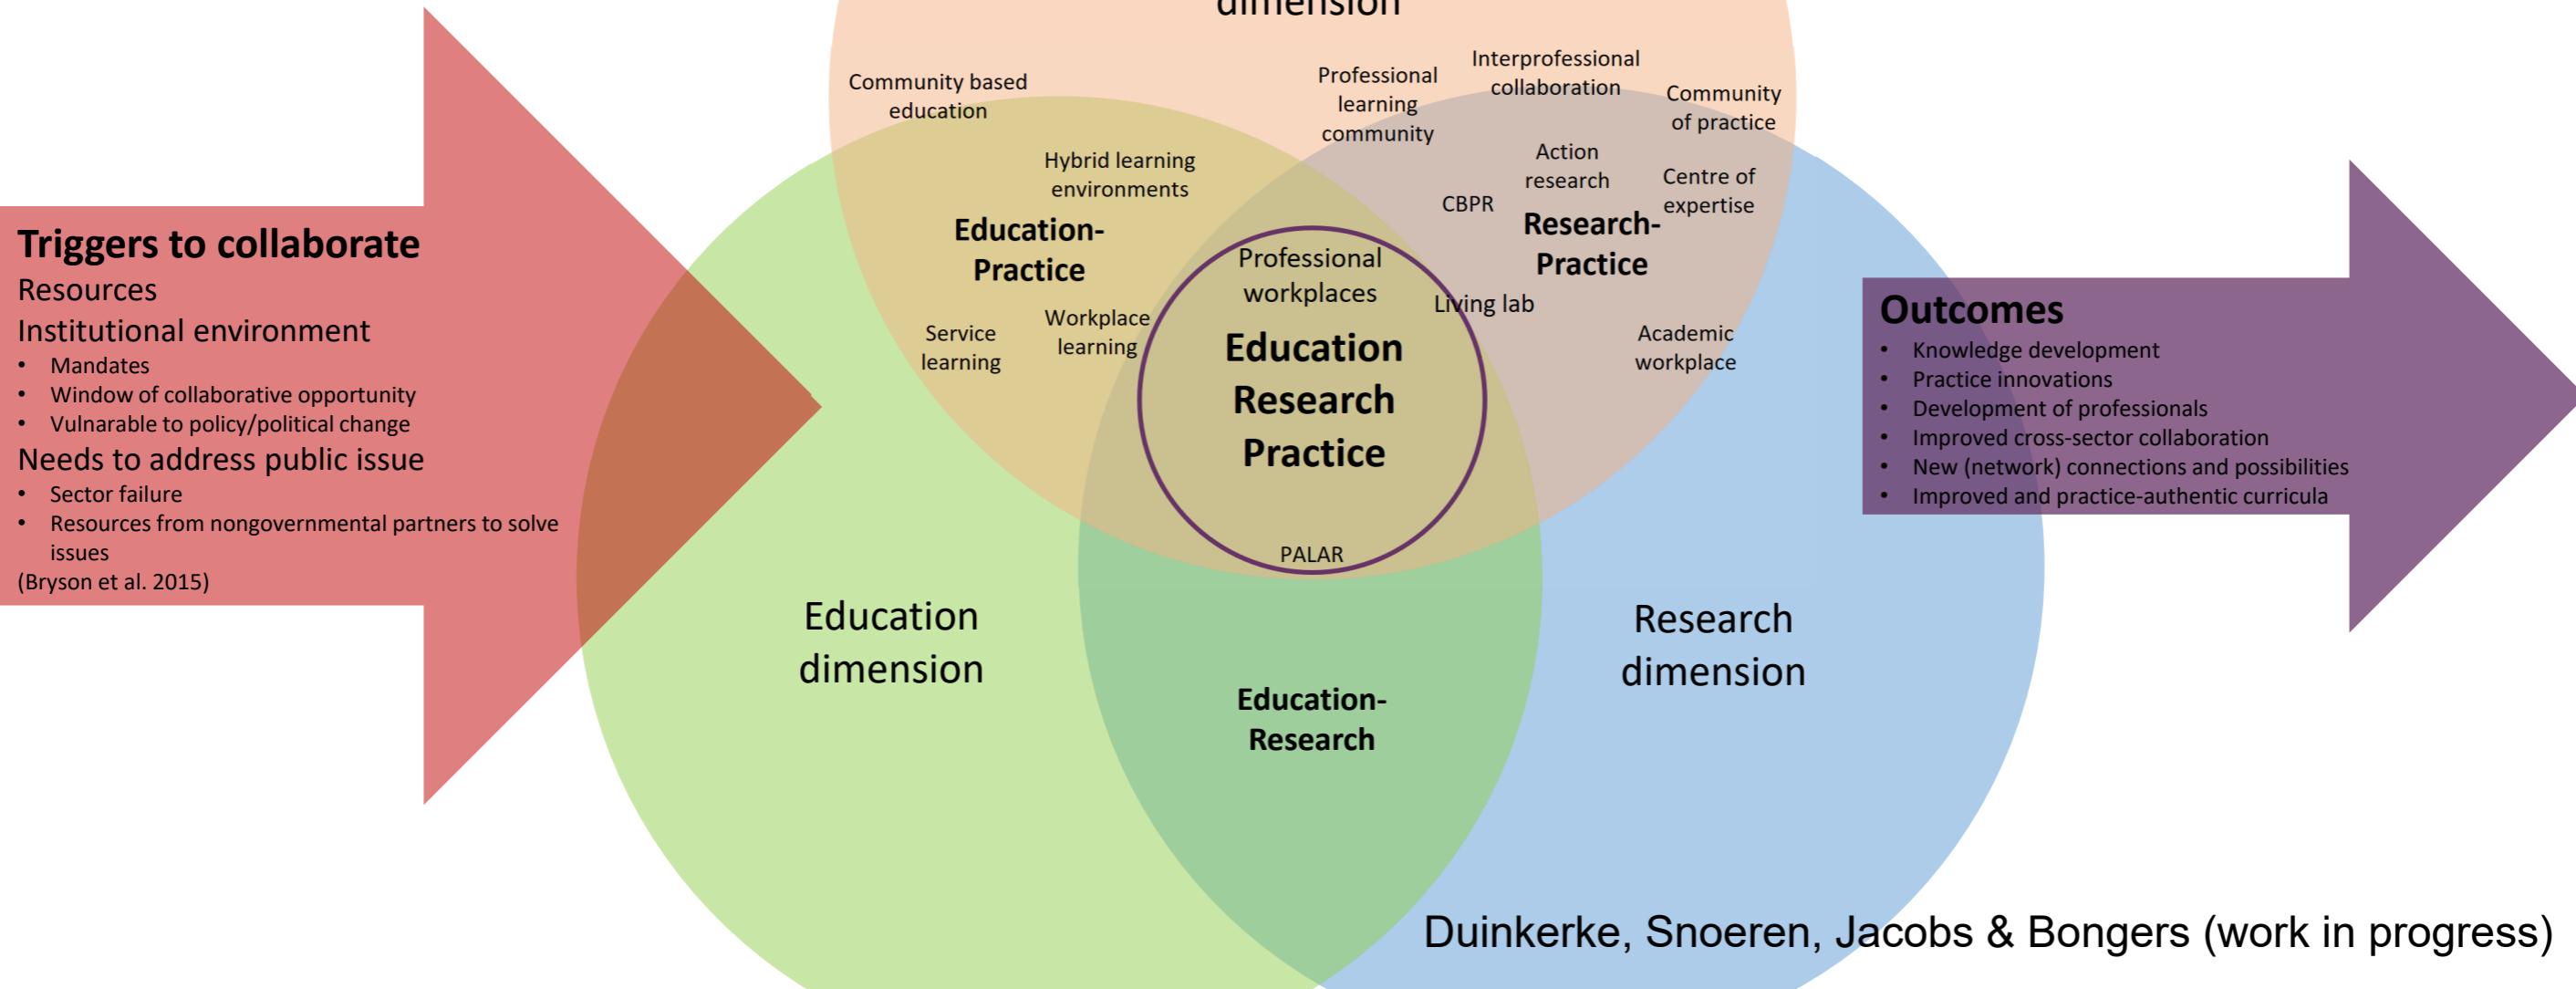 dimension
Triggers to collaborate
Resources
Institutional environment
• Mandates
• Window of collaborative opportunity
• Vulnarable to policy/political change
Needs to address public issue
• Sector failure
• Resources from nongovernmental partners to solve
issues
(Bryson et al. 2015)
Community based
education
Hybrid learning
environments
Education-
Practice
Service
learning
Workplace
learning
Professional
learning
community
Interprofessional
collaboration
Community
of practice
Action
research
Centre of
expertise
CBPR
Research-
Practice
Living lab
Academic
workplace
Professional
workplaces
Education
Research
Practice
PALAR
Education
dimension
Research
dimension
Education-
Research
Outcomes
• Knowledge development
• Practice innovations
• Development of professionals
• Improved cross-sector collaboration
• New (network) connections and possibilities
• Improved and practice-authentic curricula
Duinkerke, Snoeren, Jacobs & Bongers (work in progress)